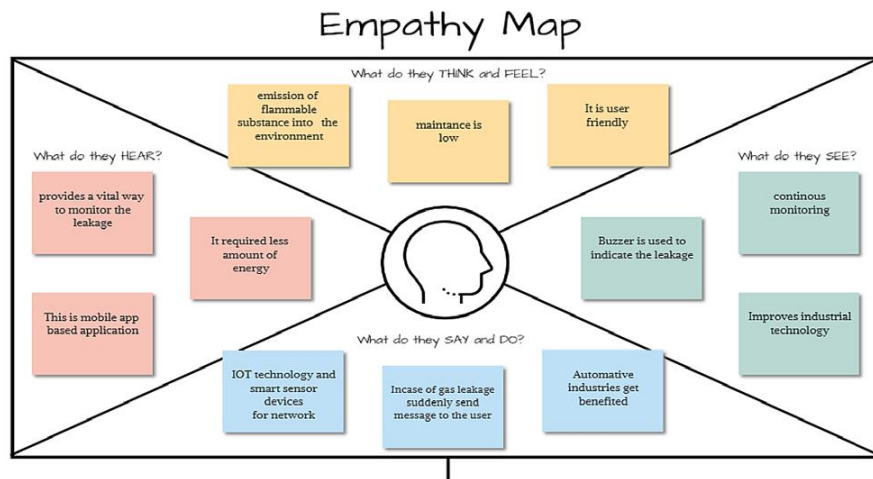 Empathy Map
What do they THINK and FEEL?
emission of
flammable
substance into the
environment
maintance is
low
It is user
friendly
What do they HEAR?
provides a vital way
to monitor the
leakage
It required less
amount of
energy
This is mobile app
based application
What do they SEE?
continous
monitoring
Buzzer is used to
indicate the leakage
Improves industrial
technology
What do they SAY and DO?
IOT technology and
smart sensor
devices
for network
Incase of gas leakage
suddenly send
message to the user
Automative
industries get
benefited